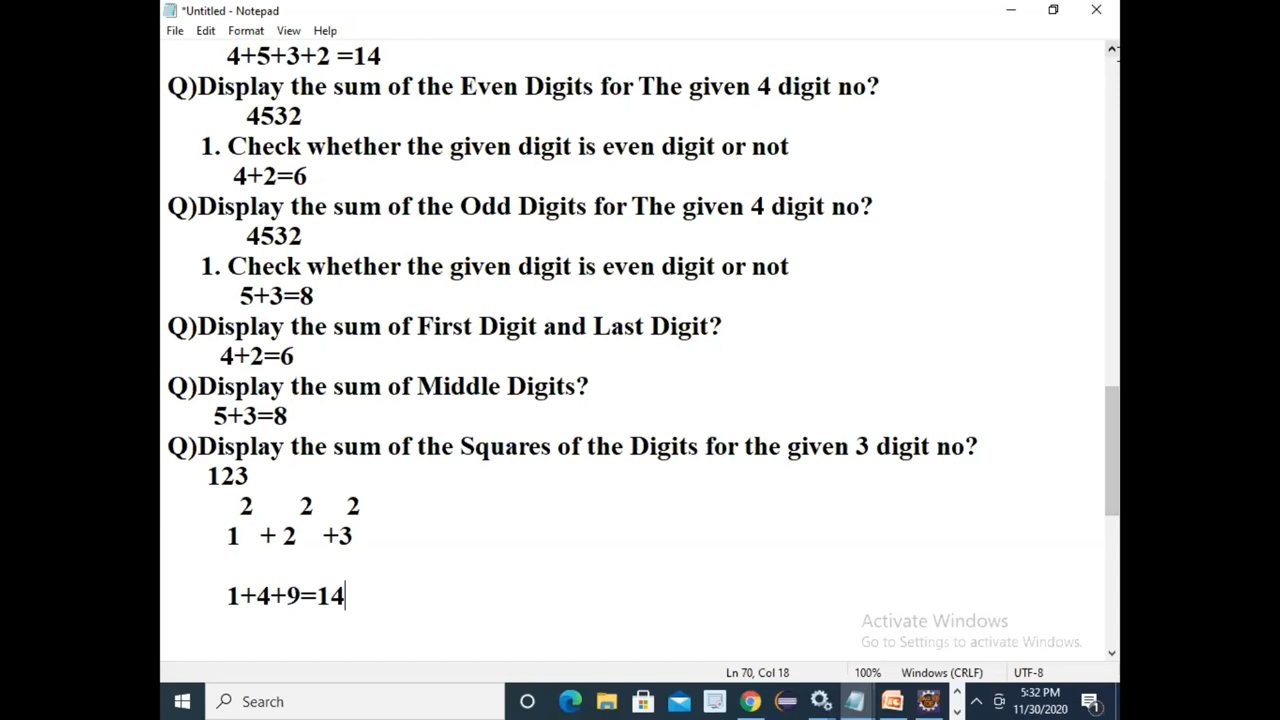 *Untitled - Notepad
File Edit Format View Help
4+5+3+2 =14
Q)Display the sum of the Even Digits for The given 4 digit no?
4532
1. Check whether the given digit is even digit or not
4+2=6
Q)Display the sum of the Odd Digits for The given 4 digit no?
4532
1. Check whether the given digit is even digit or not
5+3=8
Q)Display the sum of First Digit and Last Digit?
4+2=6
Q)Display the sum of Middle Digits?
5+3=8
Q)Display the sum of the Squares of the Digits for the given 3 digit no?
123
2 2 2
1 + 2 +3
1+4+9=14
Activate Windows
Go to Settings to activate Windows.
Ln 70, Col 18 100% Windows (CRLF) UTF-8
Search
5:32 PM
11/30/2020
1